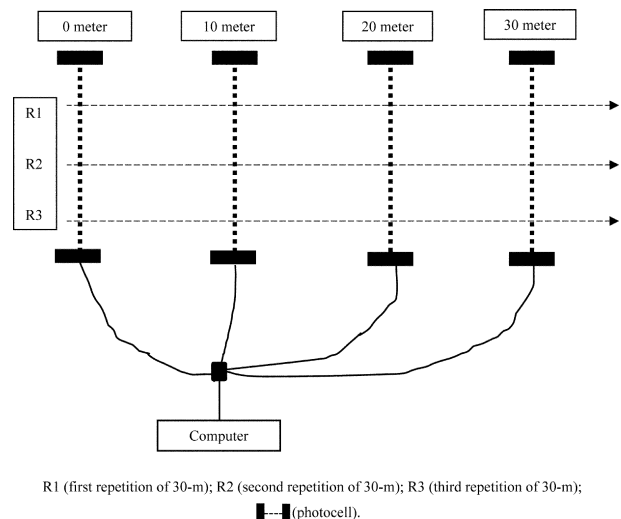 0 meter
10 meter
20 meter
30 meter
R1
R2
R3
Computer
R1 (first repetition of 30-m); R2 (second repetition of 30-m); R3 (third repetition of 30-m);
(photocell).